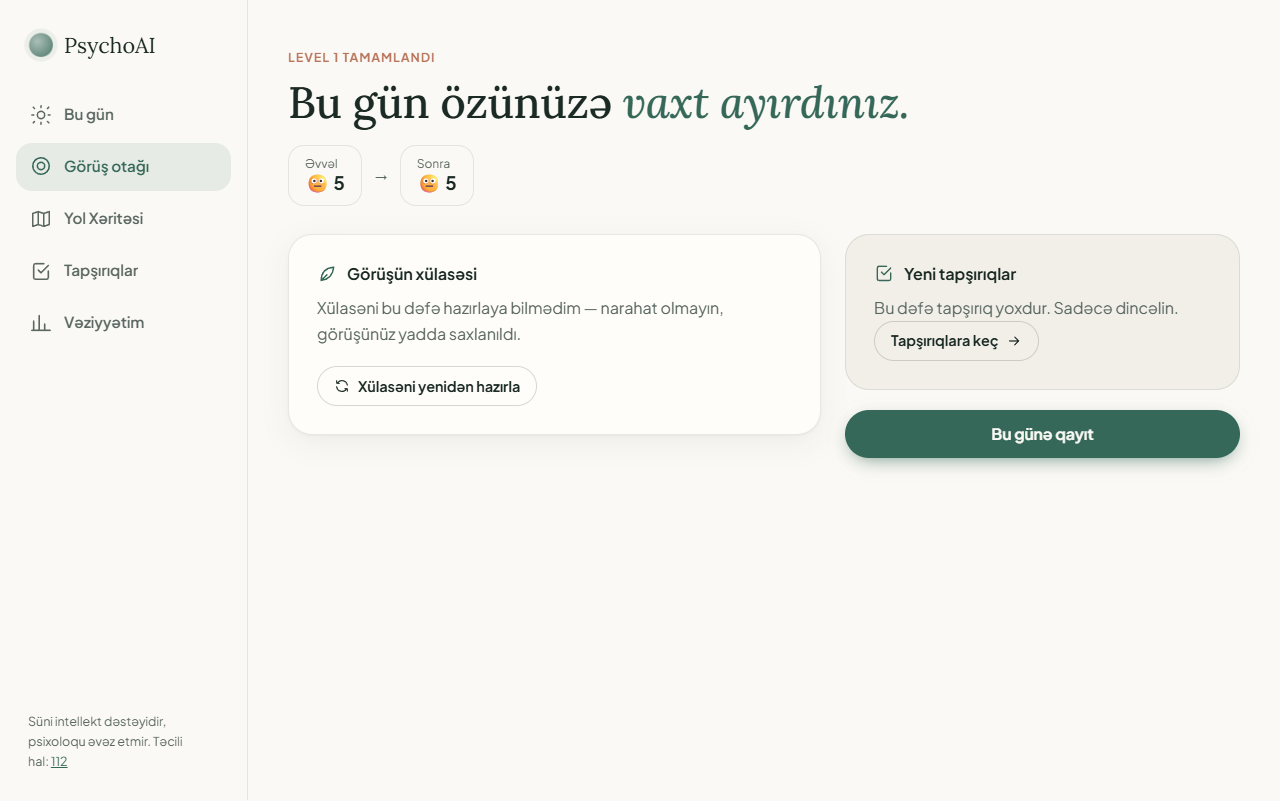 PsychoAI
Bu gün
Görüş otağı
Yol Xəritəsi
Tapşırıqlar
Vəziyyətim
Süni intellekt dəstəyidir,
psixoloqu əvəz etmir. Təcili
hal: 112
LEVEL 1 TAMAMLANDI
Bu gün özünüzə vaxt ayırdınız.
Əvvəl
5
→
Sonra
5
Görüşün xülasəsi
Xülasəni bu dəfə hazırlaya bilmədim — narahat olmayın,
görüşünüz yadda saxlanıldı.
Xülasəni yenidən hazırla
Yeni tapşırıqlar
Bu dəfə tapşırıq yoxdur. Sadəcə dincəlin.
Tapşırıqlara keç →
Bu günə qayıt